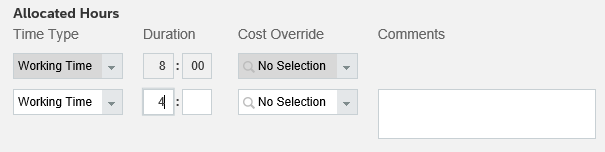 Allocated Hours
Time Type Duration Cost Override Comments
Working Time 8 : 00 No Selection
Working Time 4 : No Selection